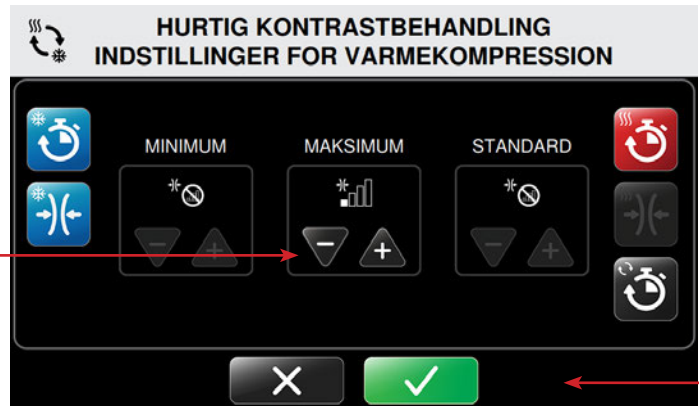 HURTIG KONTRASTBEHANDLING
INDSTILLINGER FOR VARMEKOMPRESSION
MINIMUM
MAKSIMUM
STANDARD